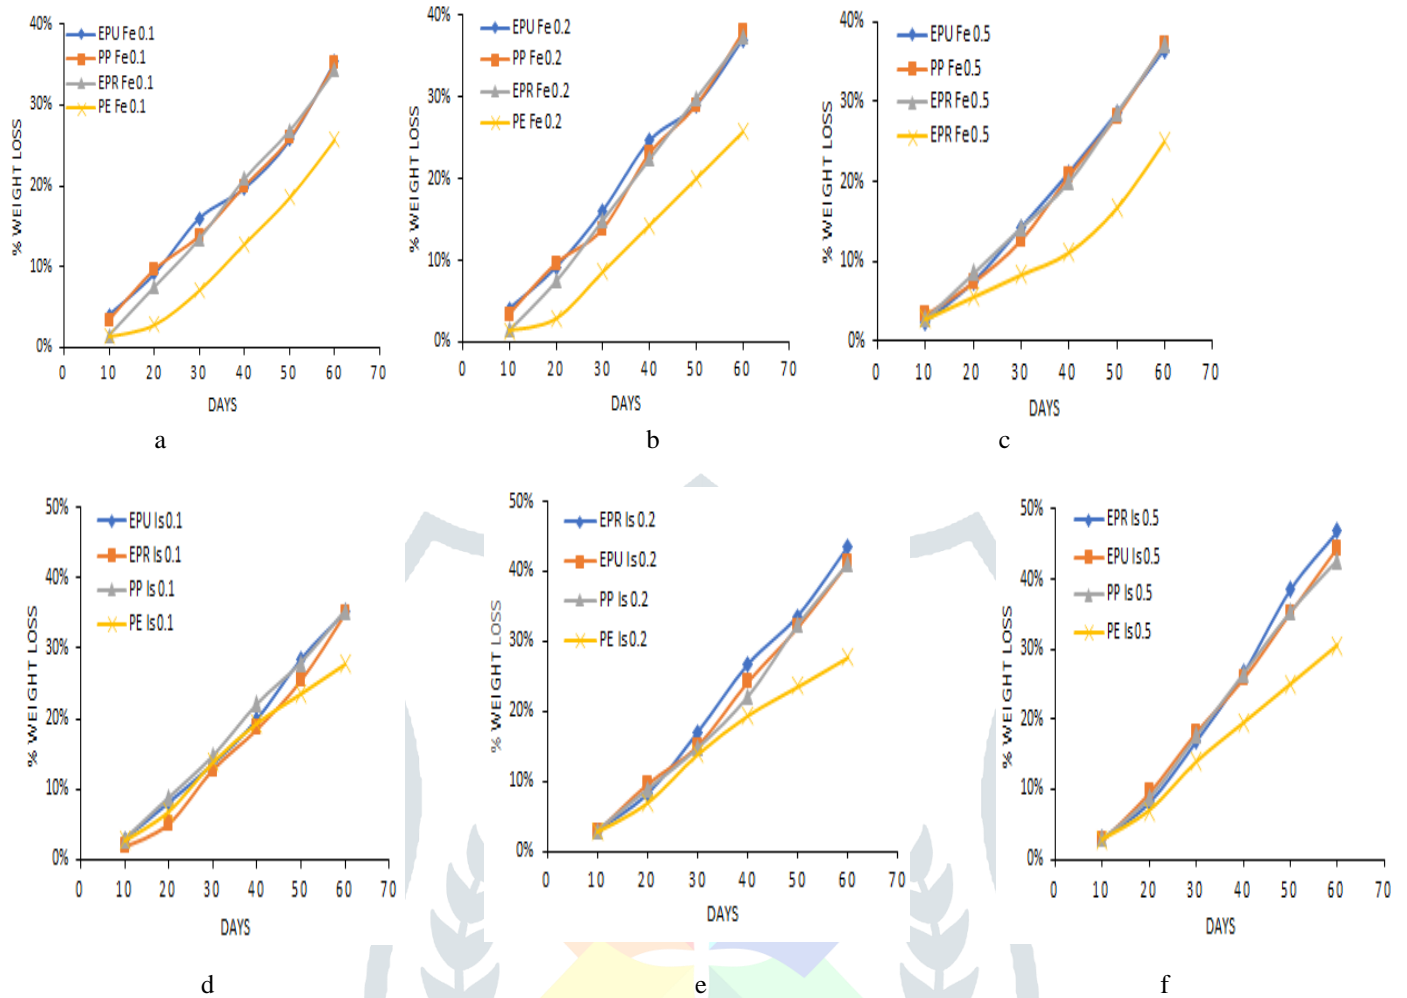 40%
30%
20%
10%
0%
% WEIGHT LOSS
EPU Fe 0.1
PP Fe 0.1
EPR Fe 0.1
PE Fe 0.1
0 10 20 30 40 50 60 70
DAYS
a
40%
30%
20%
10%
0%
% WEIGHT LOSS
EPU Fe 0.2
PP Fe 0.2
EPR Fe 0.2
PE Fe 0.2
0 10 20 30 40 50 60 70
DAYS
b
40%
30%
20%
10%
0%
% WEIGHT LOSS
EPU Fe 0.5
PP Fe 0.5
EPR Fe 0.5
EPR Fe 0.5
0 10 20 30 40 50 60 70
DAYS
c
50%
40%
30%
20%
10%
0%
% WEIGHT LOSS
EPU Is 0.1
EPR Is 0.1
PP Is 0.1
PE Is 0.1
0 10 20 30 40 50 60 70
DAYS
d
50%
40%
30%
20%
10%
0%
% WEIGHT LOSS
EPR Is 0.2
EPU Is 0.2
PP Is 0.2
PE Is 0.2
0 10 20 30 40 50 60 70
DAYS
e
50%
40%
30%
20%
10%
0%
% WEIGHT LOSS
EPR Is 0.5
EPU Is 0.5
PP Is 0.5
PE Is 0.5
0 10 20 30 40 50 60 70
DAYS
f